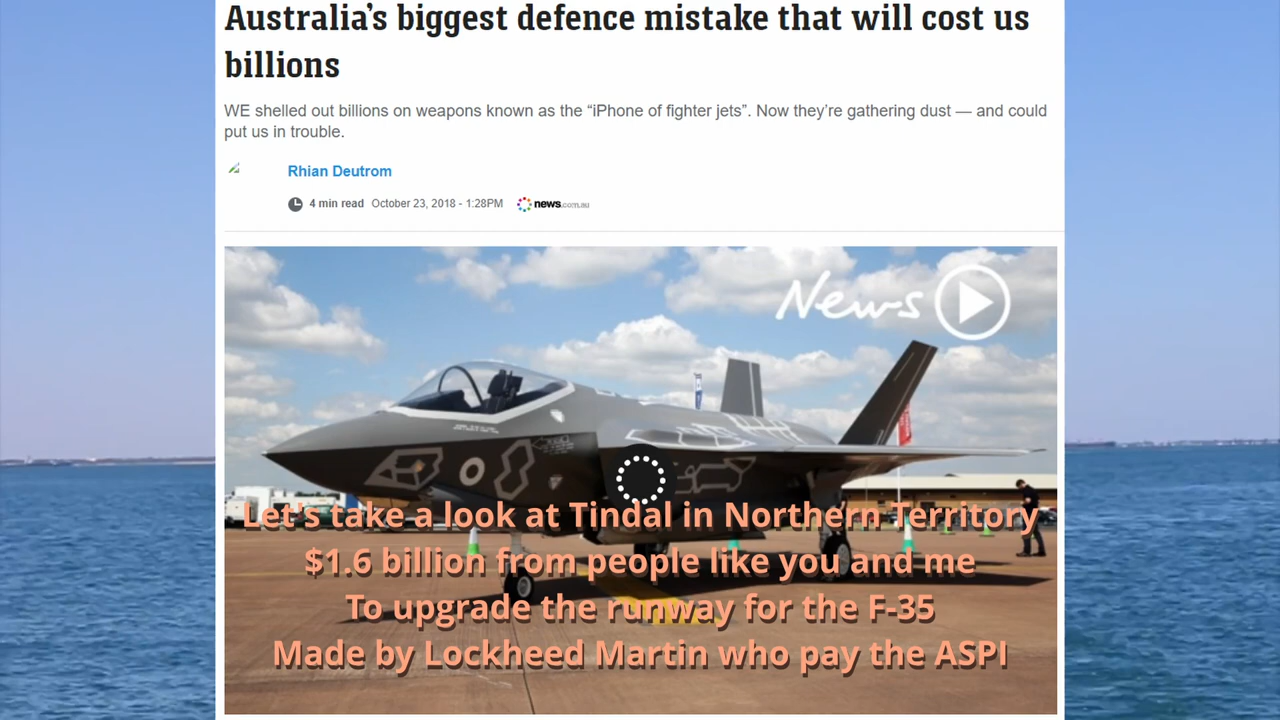 Australia’s biggest defence mistake that will cost us
billions
WE shelled out billions on weapons known as the “iPhone of fighter jets”. Now they’re gathering dust — and could
put us in trouble.
Rhian Deutrom
4 min read October 23, 2018 - 1:28PM news.com.au
News
Let's take a look at Tindal in Northern Territory
$1.6 billion from people like you and me
To upgrade the runway for the F-35
Made by Lockheed Martin who pay the ASPI